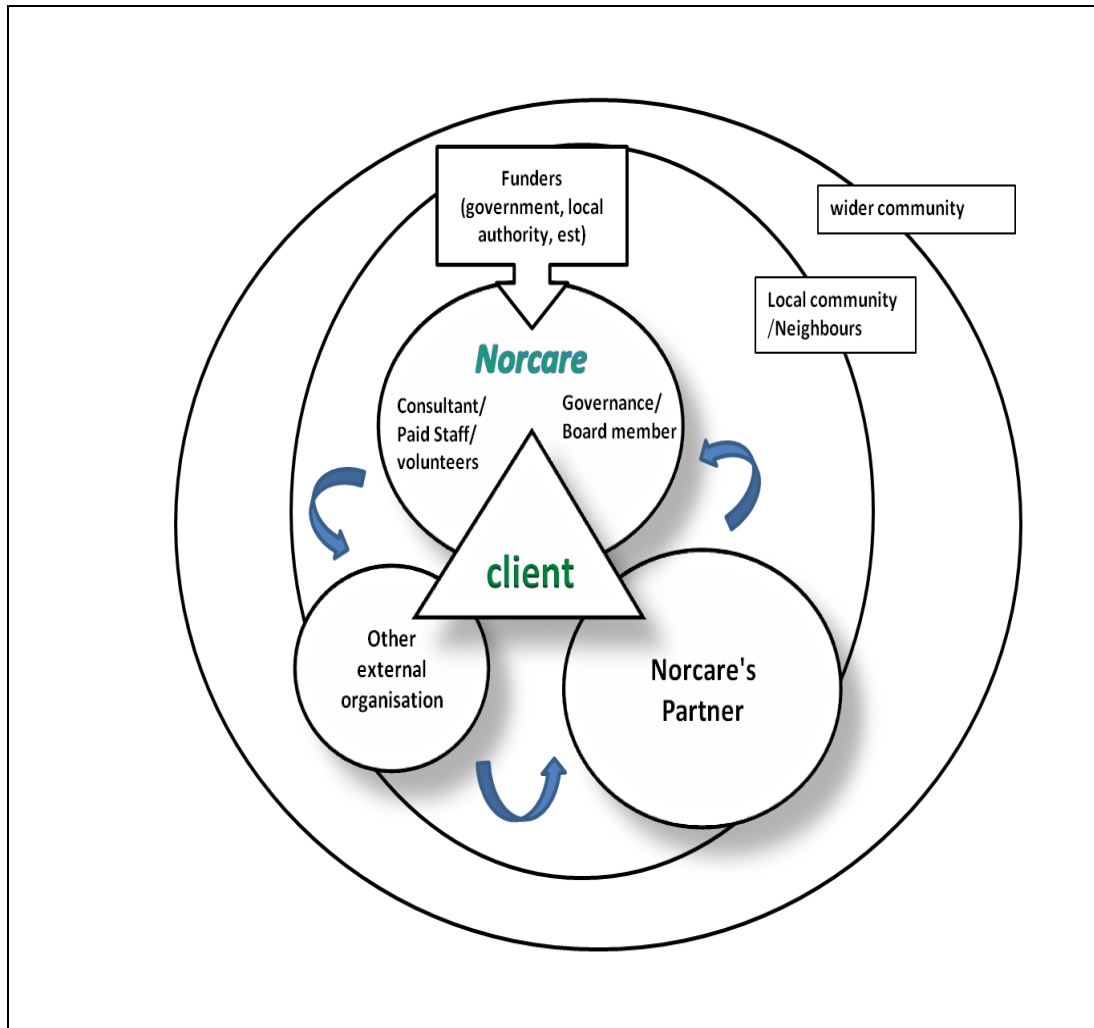 Funders
(government, local
authority, est)
wider community
Local community
/Neighbours
Norcare
Consultant/
Paid Staff/
volunteers
Governance/
Board member
client
Other
external
organisation
Norcare's
Partner